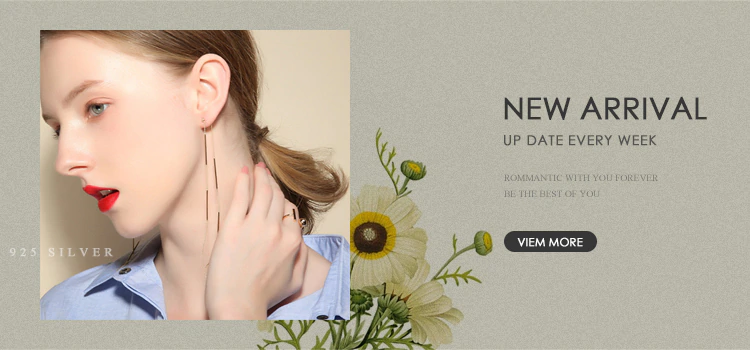 925 SILVER
NEW ARRIVAL
UP DATE EVERY WEEK
ROMMANTIC WITH YOU FOREVER
BE THE BEST OF YOU
VIEM MORE